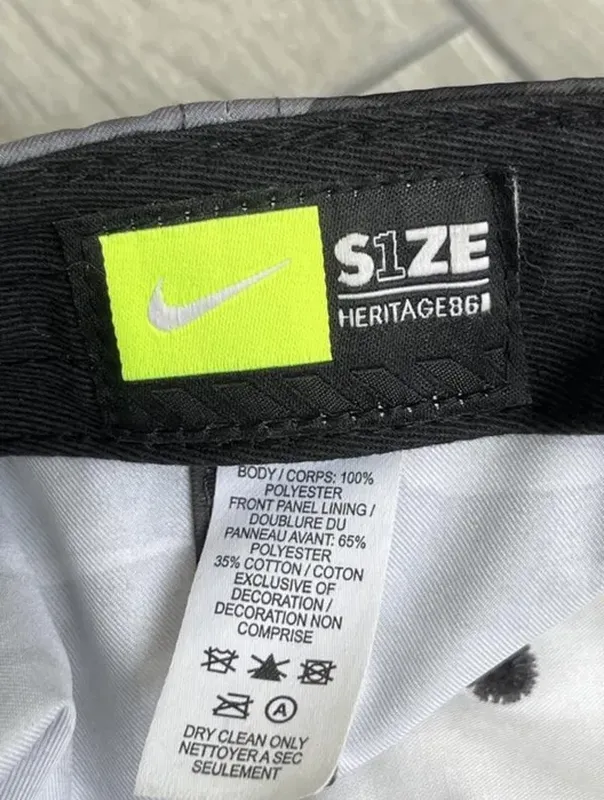 S1ZE
HERITAGE86
BODY / CORPS: 100%
POLYESTER
FRONT PANEL LINING /
DOUBLURE DU
PANNEAU AVANT: 65%
POLYESTER
35% COTTON / COTON
EXCLUSIVE OF
DECORATION /
DECORATION NON
COMPRISE
A
DRY CLEAN ONLY
NETTOYER A SEC
SEULEMENT